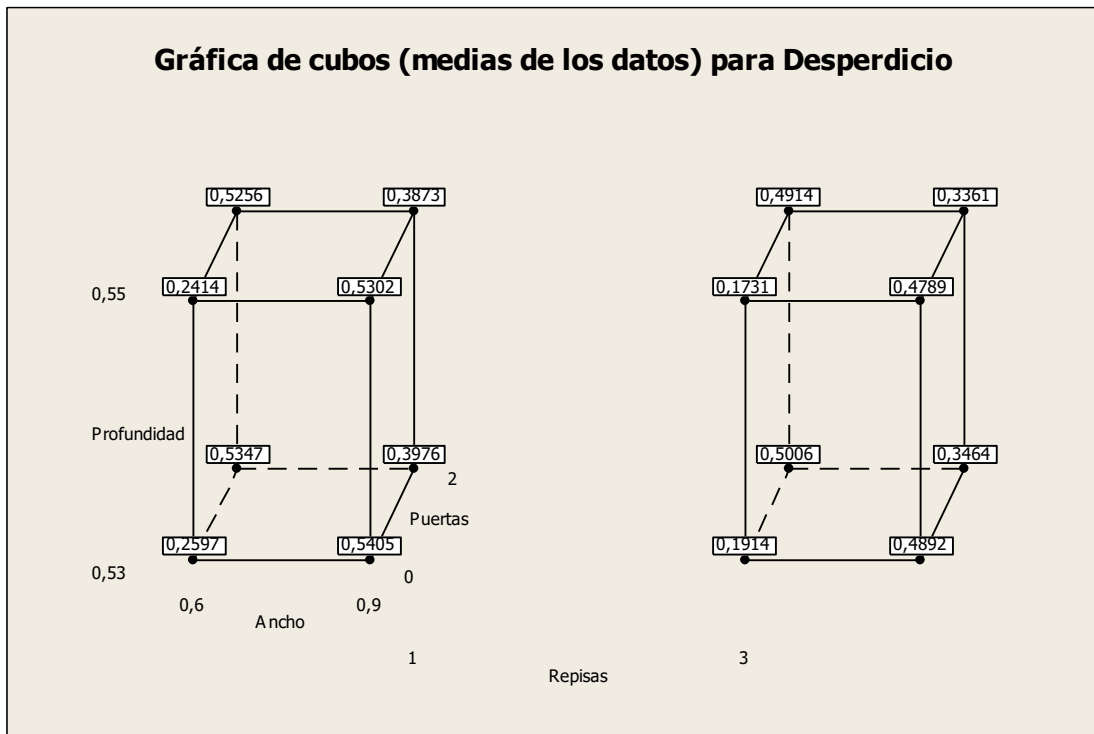 Gráfica de cubos (medias de los datos) para Desperdicio
0,5256 0,3873 0,4914 0,3361
0,2414 0,5302 0,1731 0,4789
0,55
Profundidad
0,5347 0,3976 0,5006 0,3464
2
Puertas
0,2597 0,5405 0,1914 0,4892
0,53 0
0,6 0,9
Ancho
1 3
Repisas